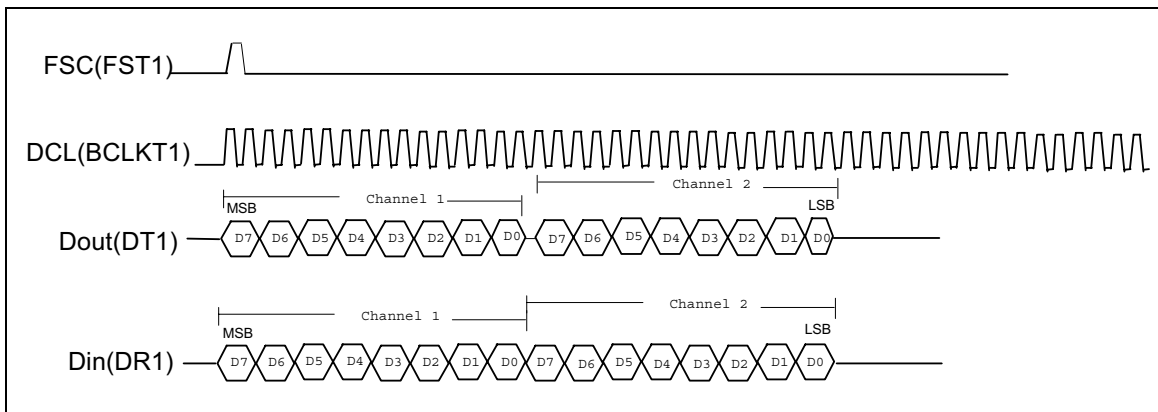 FSC(FST1)
DCL(BCLKT1)
Channel 1 Channel 2
MSB LSB
Dout(DT1) D7 D6 D5 D4 D3 D2 D1 D0 D7 D6 D5 D4 D3 D2 D1 D0
Channel 1 Channel 2
MSB LSB
Din(DR1) D7 D6 D5 D4 D3 D2 D1 D0 D7 D6 D5 D4 D3 D2 D1 D0